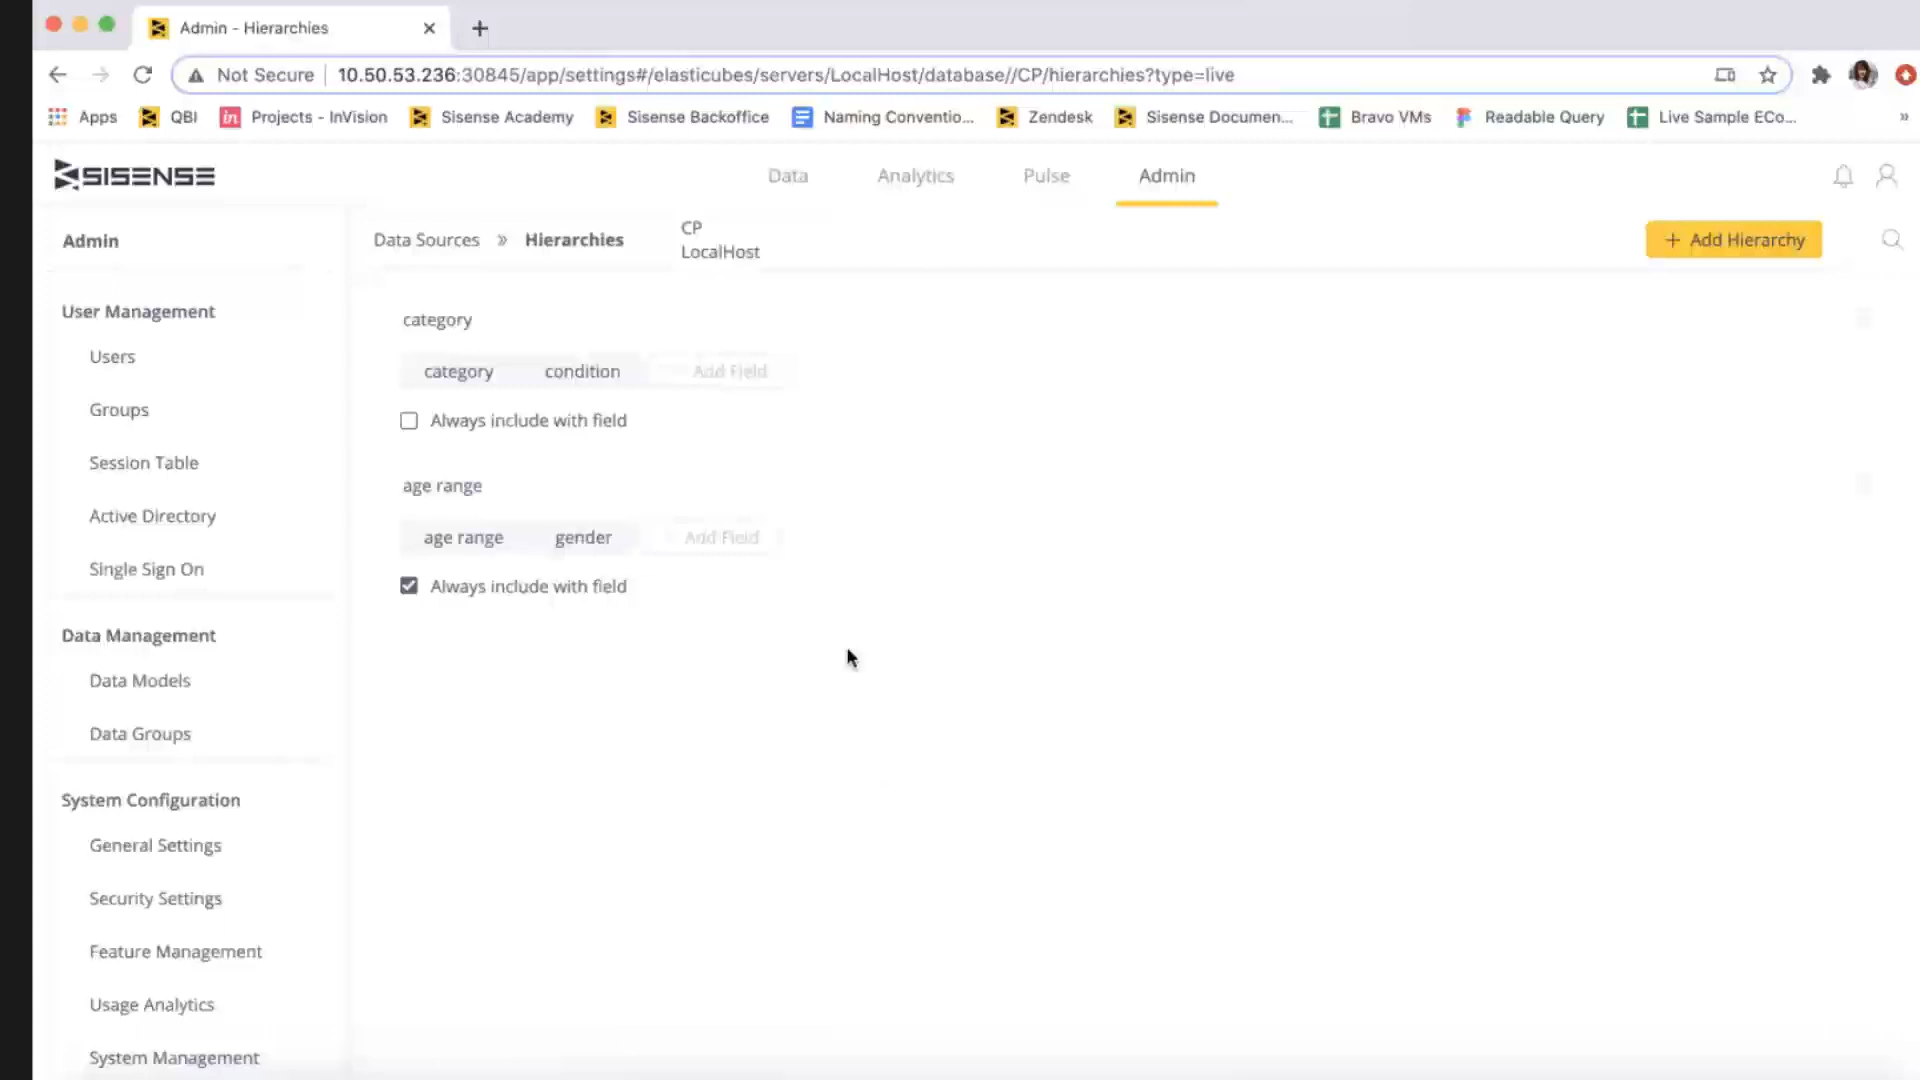 Admin - Hierarchies
Not Secure 10.50.53.236:30845/app/settings#/elasticubes/servers/LocalHost/database//CP/hierarchies?type=live
Apps QBI Projects - InVision Sisense Academy Sisense Backoffice Naming Conventio... Zendesk Sisense Documen... Bravo VMs Readable Query Live Sample ECo... »
SISENSE Data Analytics Pulse Admin
Admin
Data Sources » Hierarchies
CP
LocalHost
+ Add Hierarchy
User Management
Users
Groups
Session Table
Active Directory
Single Sign On
Data Management
Data Models
Data Groups
System Configuration
General Settings
Security Settings
Feature Management
Usage Analytics
System Management
category
category condition Add Field
Always include with field
age range
age range gender Add Field
Always include with field